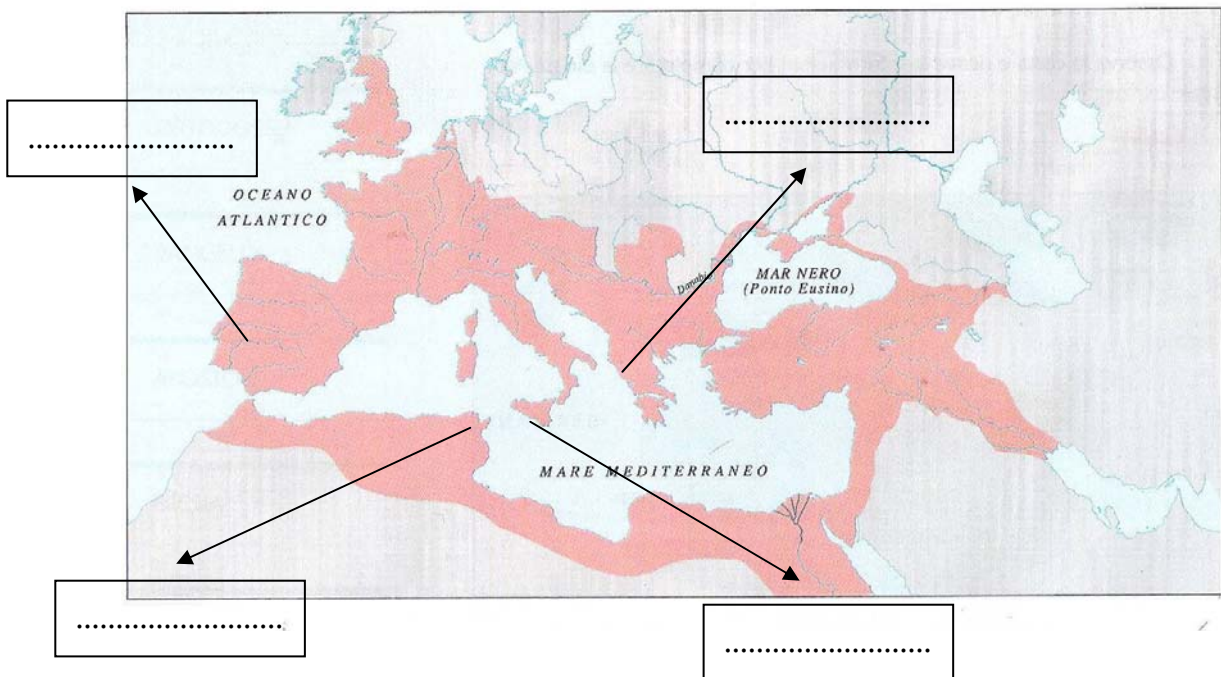 ..........................
..........................
OCEANO
ATLANTICO
MAR NERO
(Ponto Eusino)
Danubio
MARE MEDITERRANEO
..........................
..........................